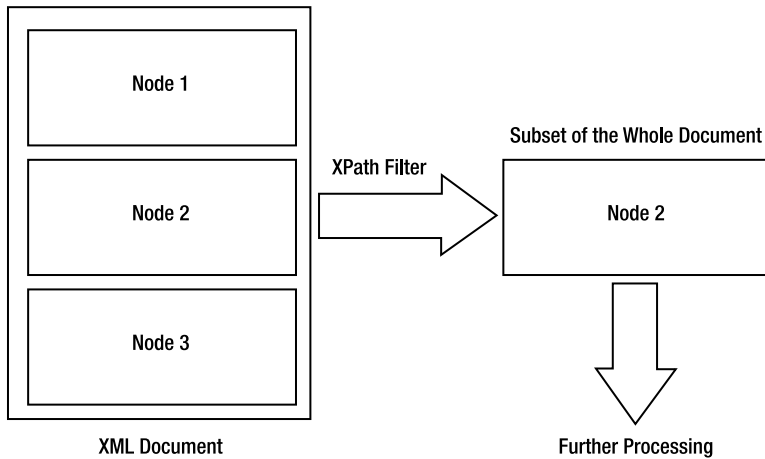 Node 1
Node 2
Node 3
XML Document
XPath Filter
Subset of the Whole Document
Node 2
Further Processing